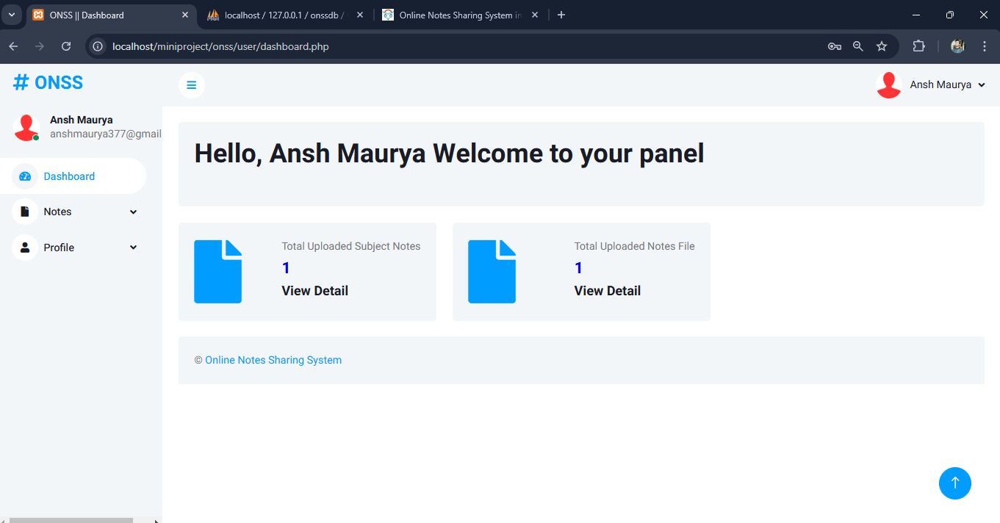 ONSS || Dashboard
localhost / 127.0.0.1 / onssdb /
Online Notes Sharing System in
localhost/miniproject/onss/user/dashboard.php
# ONSS
Ansh Maurya
Ansh Maurya
anshmaurya377@gmail
Dashboard
Notes
Profile
Hello, Ansh Maurya Welcome to your panel
Total Uploaded Subject Notes
1
View Detail
Total Uploaded Notes File
1
View Detail
© Online Notes Sharing System